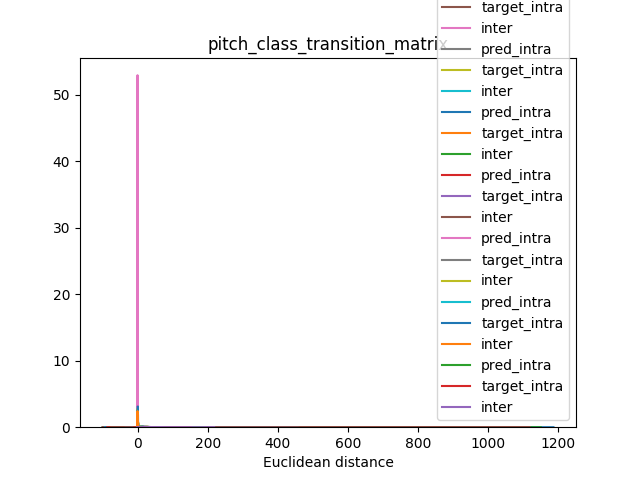 target_intra
inter
pitch_class_transition_matrix
pred_intra
target_intra
inter
pred_intra
target_intra
inter
pred_intra
target_intra
inter
pred_intra
target_intra
inter
pred_intra
target_intra
inter
pred_intra
target_intra
inter
50
40
30
20
10
0
0 200 400 600 800 1000 1200
Euclidean distance